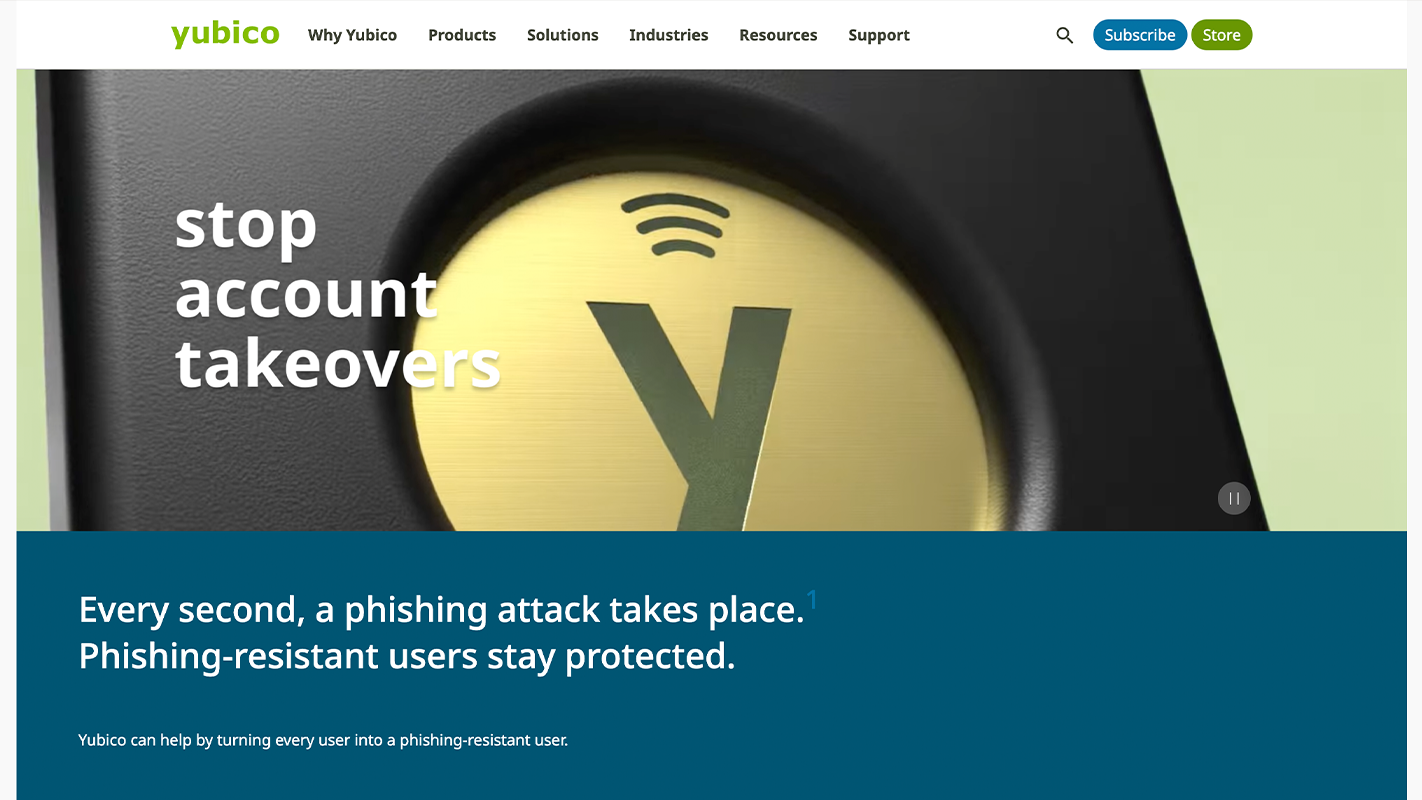 yubico Why Yubico Products Solutions Industries Resources Support Subscribe Store
stop
account
takeovers
y
Every second, a phishing attack takes place.1
Phishing-resistant users stay protected.
Yubico can help by turning every user into a phishing-resistant user.